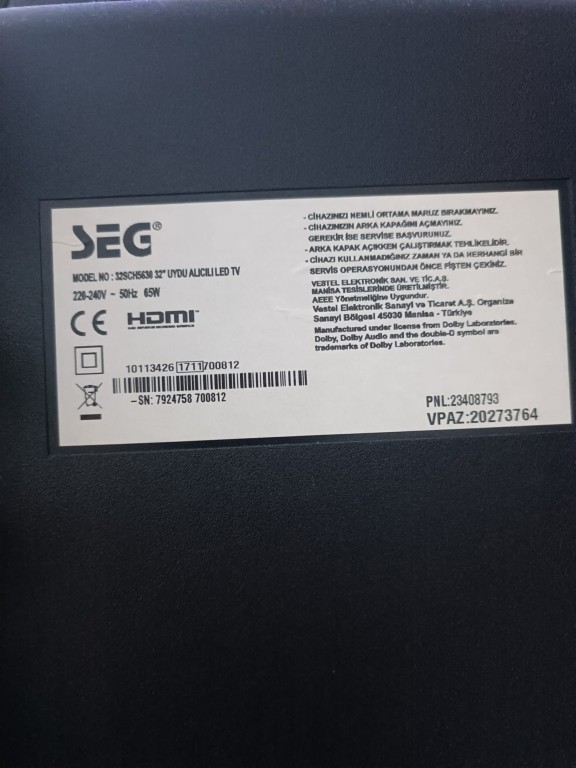 SEG®
MODEL NO : 32SCH5630 32" UYDU ALICILI LED TV
220-240V ~ 50Hz 65W
CE HDMI™
10113426 1711 700812
-SN: 7924758 700812
- CİHAZINIZI NEMLİ ORTAMA MARUZ BIRAKMAYINIZ.
- CİHAZINIZIN ARKA KAPAĞINI AÇMAYINIZ.
GEREKİR İSE SERVİSE BAŞVURUNUZ.
- ARKA KAPAK AÇIKKEN ÇALIŞTIRMAK TEHLİKELİDİR.
- CİHAZI KULLANMADIĞINIZ ZAMAN YA DA HERHANGİ BİR
SERVİS OPERASYONUNDAN ÖNCE FİŞTEN ÇEKİNİZ.
VESTEL ELEKTRONİK SAN. VE TİC.A.Ş.
MANİSA TESİSLERİNDE ÜRETİLMİŞTİR.
AEEE Yönetmeliğine Uygundur.
Vestel Elektronik Sanayi ve Ticaret A.Ş. Organize
Sanayi Bölgesi 45030 Manisa - Türkiye
Manufactured under license from Dolby Laboratories.
Dolby, Dolby Audio and the double-D symbol are
trademarks of Dolby Laboratories.
PNL:23408793
VPAZ:20273764